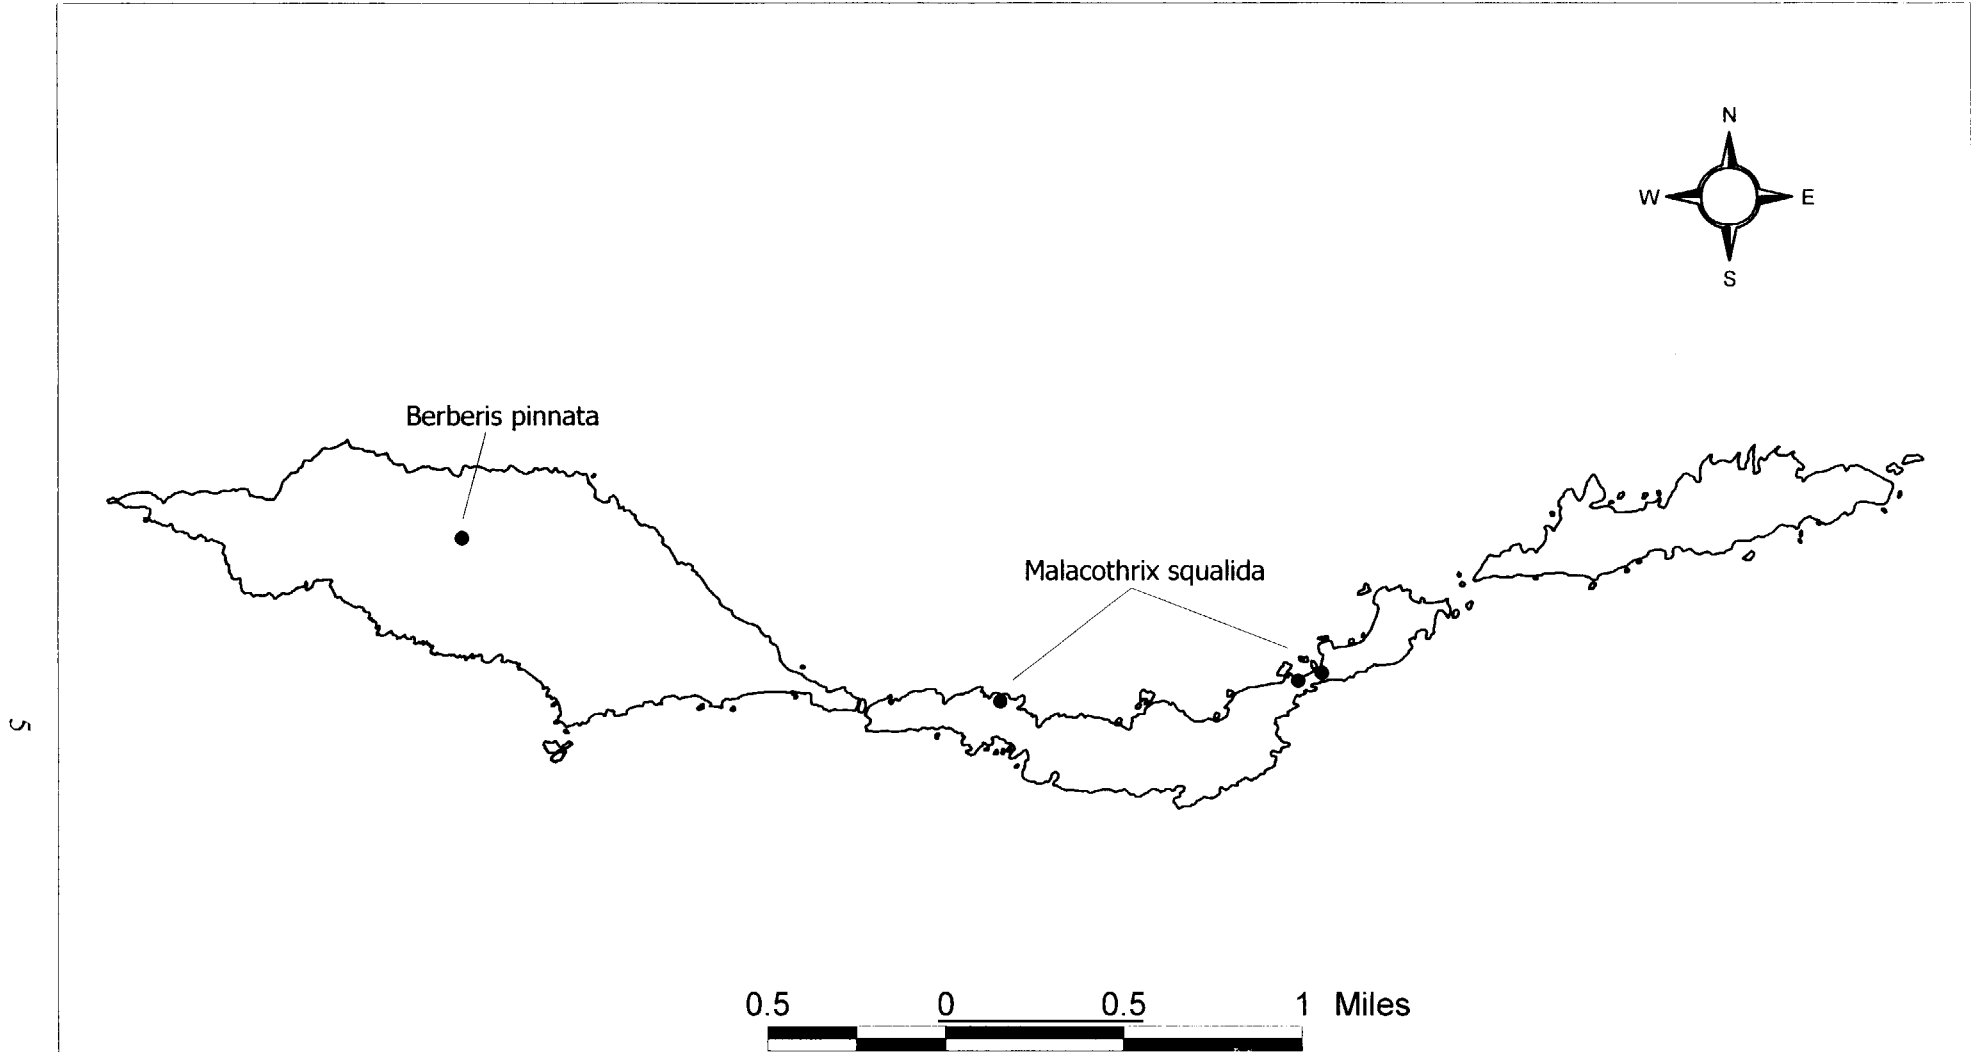 N
W E
S
Berberis pinnata
Malacothrix squalida
5
0.5 0 0.5 1 Miles